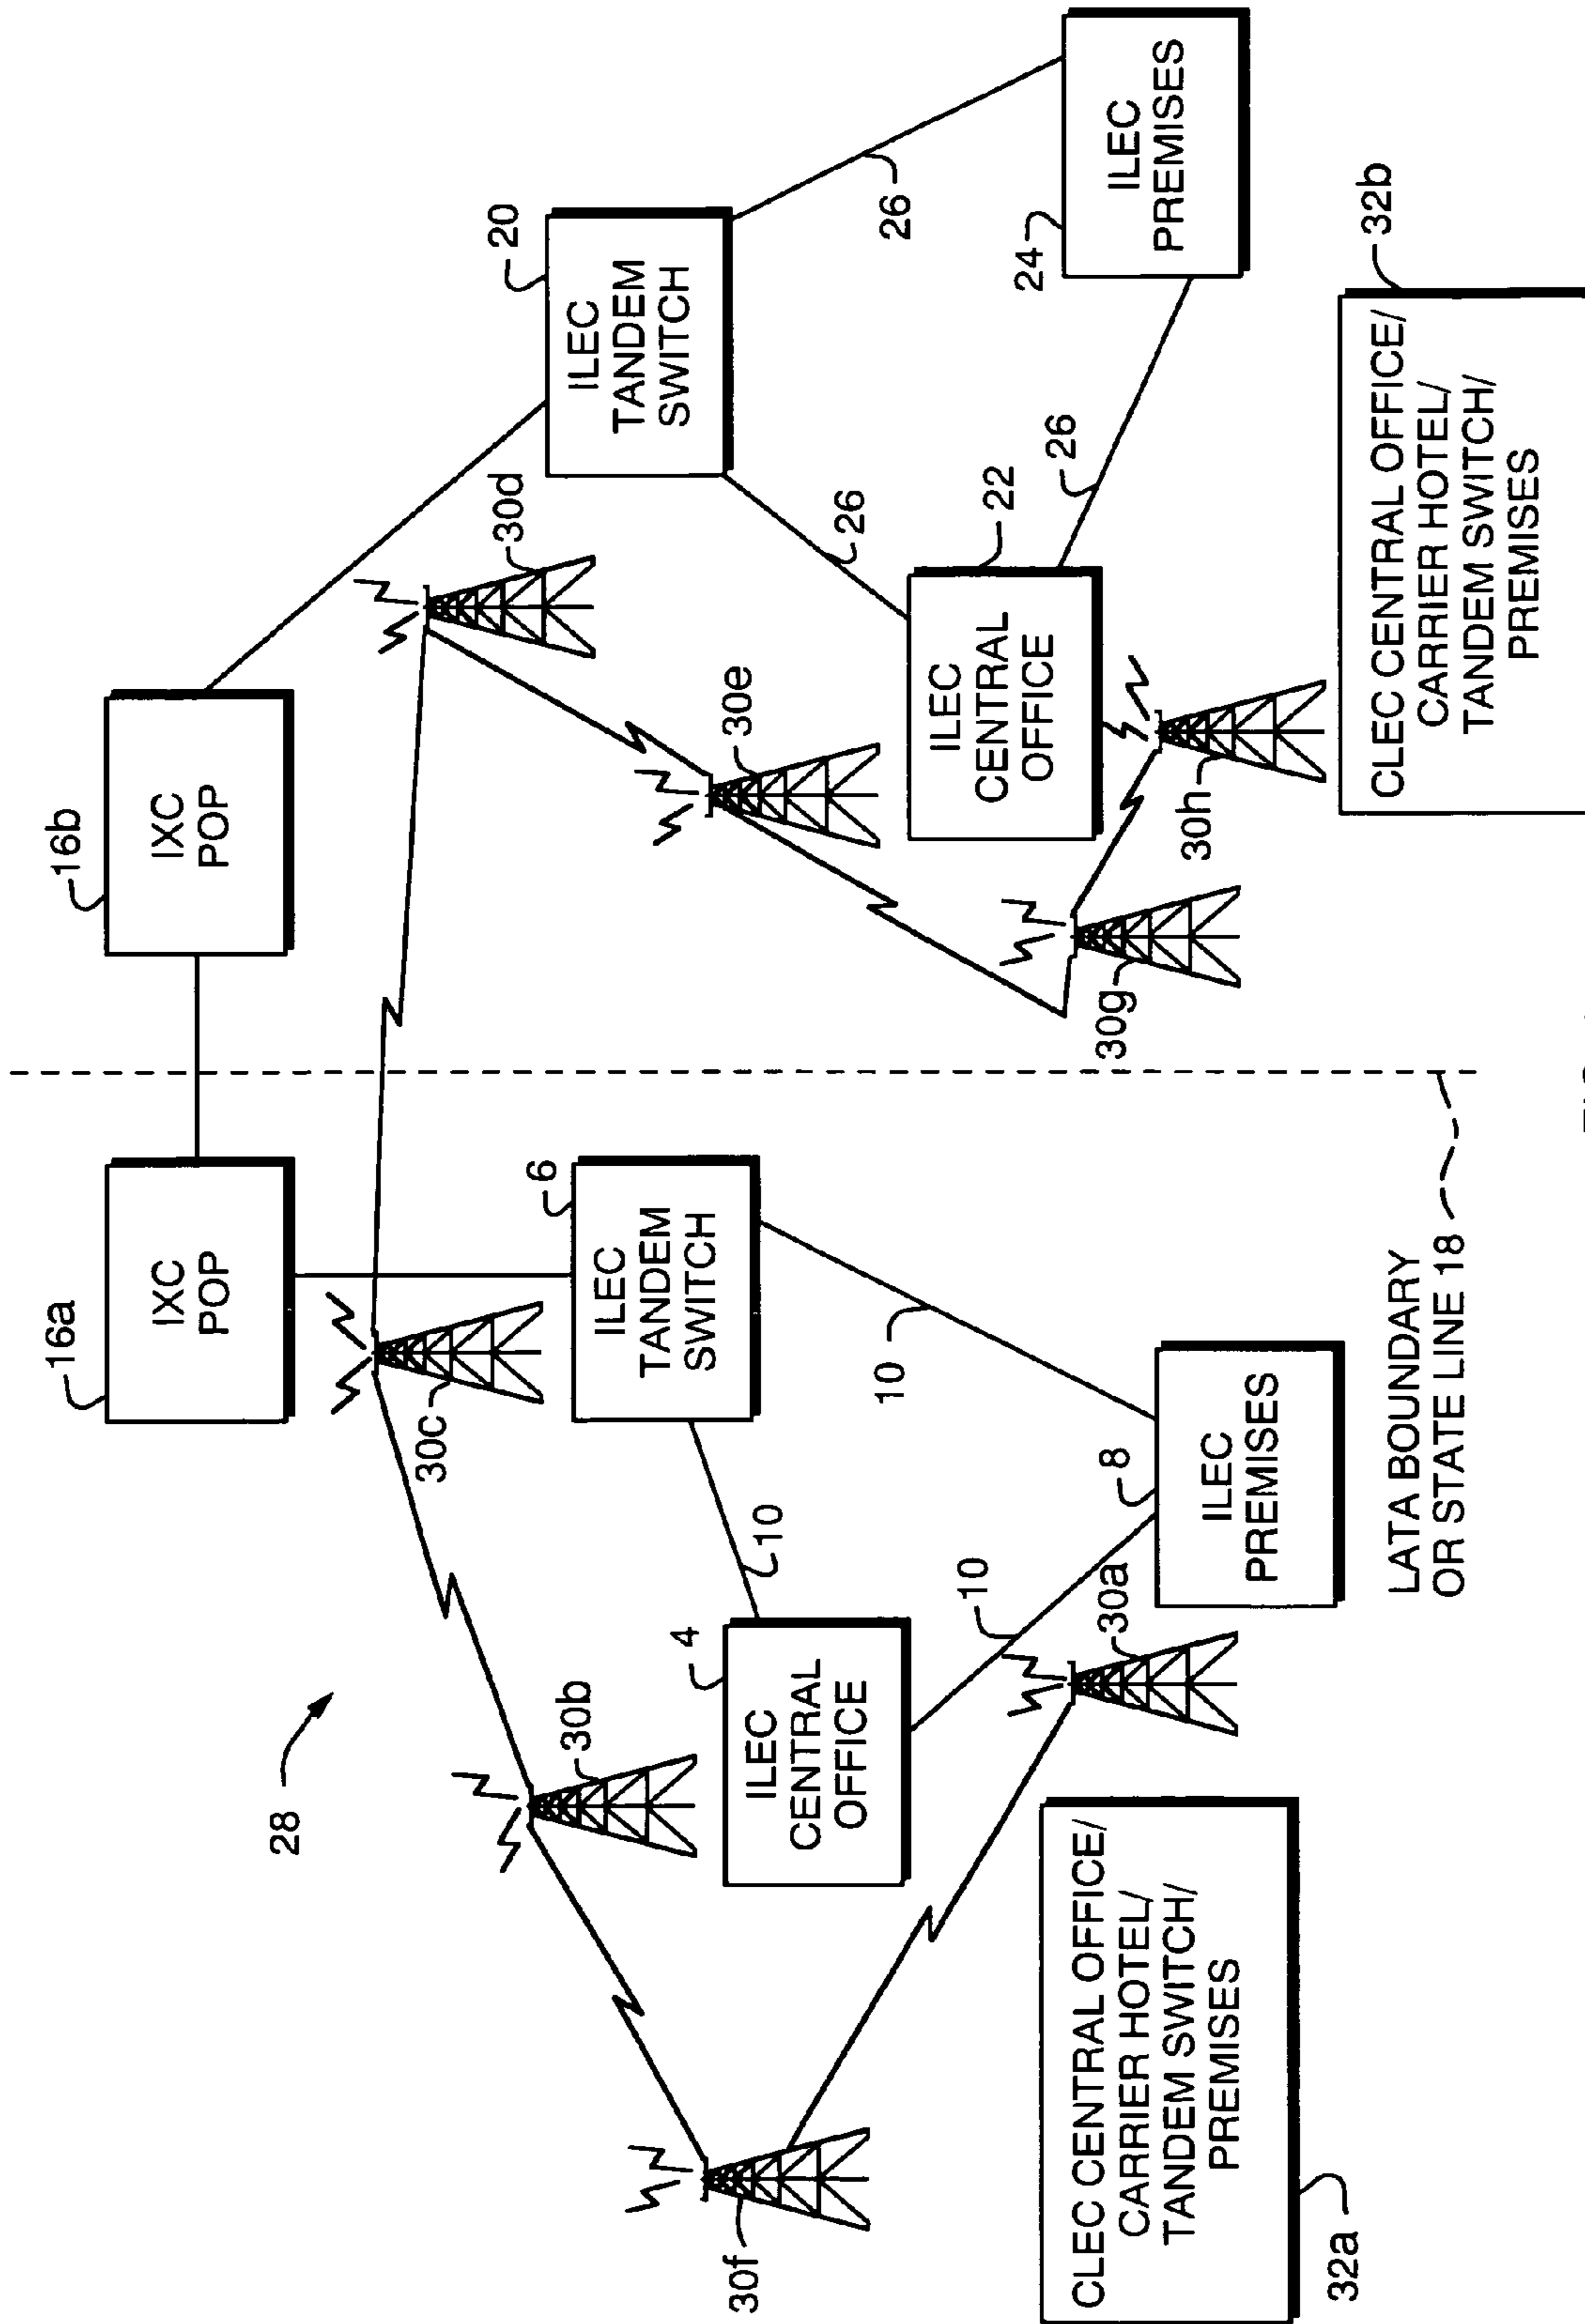 16a
IXC
POP
16b
IXC
POP
28
30c
30d
20
ILEC
TANDEM
SWITCH
6
ILEC
TANDEM
SWITCH
30b
30e
26
26
10
10
4
ILEC
CENTRAL
OFFICE
22
ILEC
CENTRAL
OFFICE
26
24
ILEC
PREMISES
30f
10
30a
8
ILEC
PREMISES
30g
30h
32a
CLEC CENTRAL OFFICE/
CARRIER HOTEL/
TANDEM SWITCH/
PREMISES
LATA BOUNDARY
OR STATE LINE 18
32b
CLEC CENTRAL OFFICE/
CARRIER HOTEL/
TANDEM SWITCH/
PREMISES